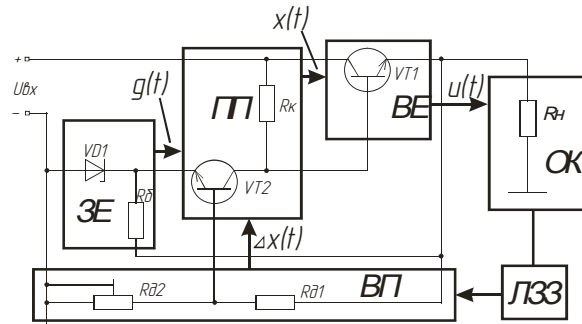 x(t)
+
Uвх
−
g(t)
ПП
Rк
VT1
ВЕ
u(t)
Rн
ОК
VD1
Rб
ЗЕ
VT2
Δx(t)
ВП
Rд2
Rд1
ЛЗЗ